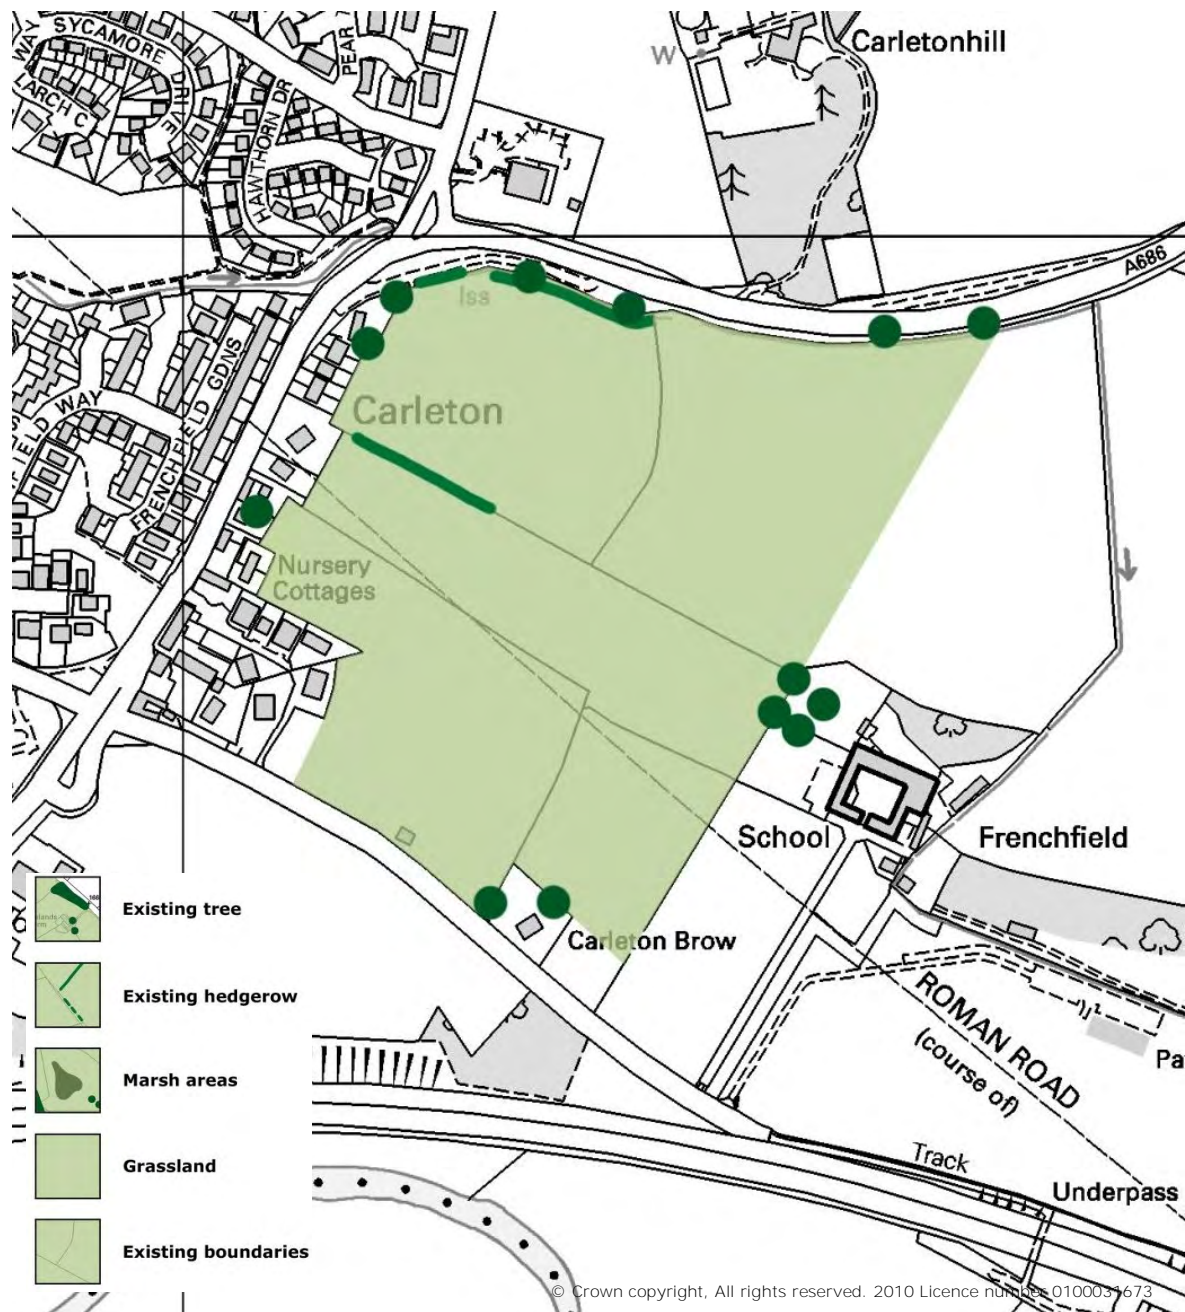 WAY
SYCAMORE DRIVE
LARCH C
HAWTHORN DR
PEAR
W
Carletonhill
A686
Iss
Carleton
FRENCHFIELD GDNS
FIELD WAY
Nursery
Cottages
School
Frenchfield
Carleton Brow
ROMAN ROAD
(course of)
Pa
Track
Underpass
Existing tree
Existing hedgerow
Marsh areas
Grassland
Existing boundaries
© Crown copyright, All rights reserved. 2010 Licence number 0100031673